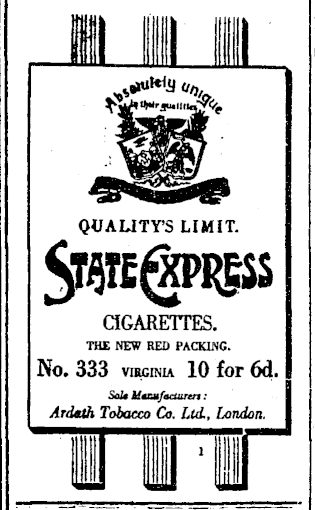 Absolutely unique
in their qualities
QUALITY'S LIMIT.
STATE EXPRESS
CIGARETTES.
THE NEW RED PACKING.
No. 333 VIRGINIA 10 for 6d.
Sole Manufacturers:
Ardath Tobacco Co. Ltd., London.
1